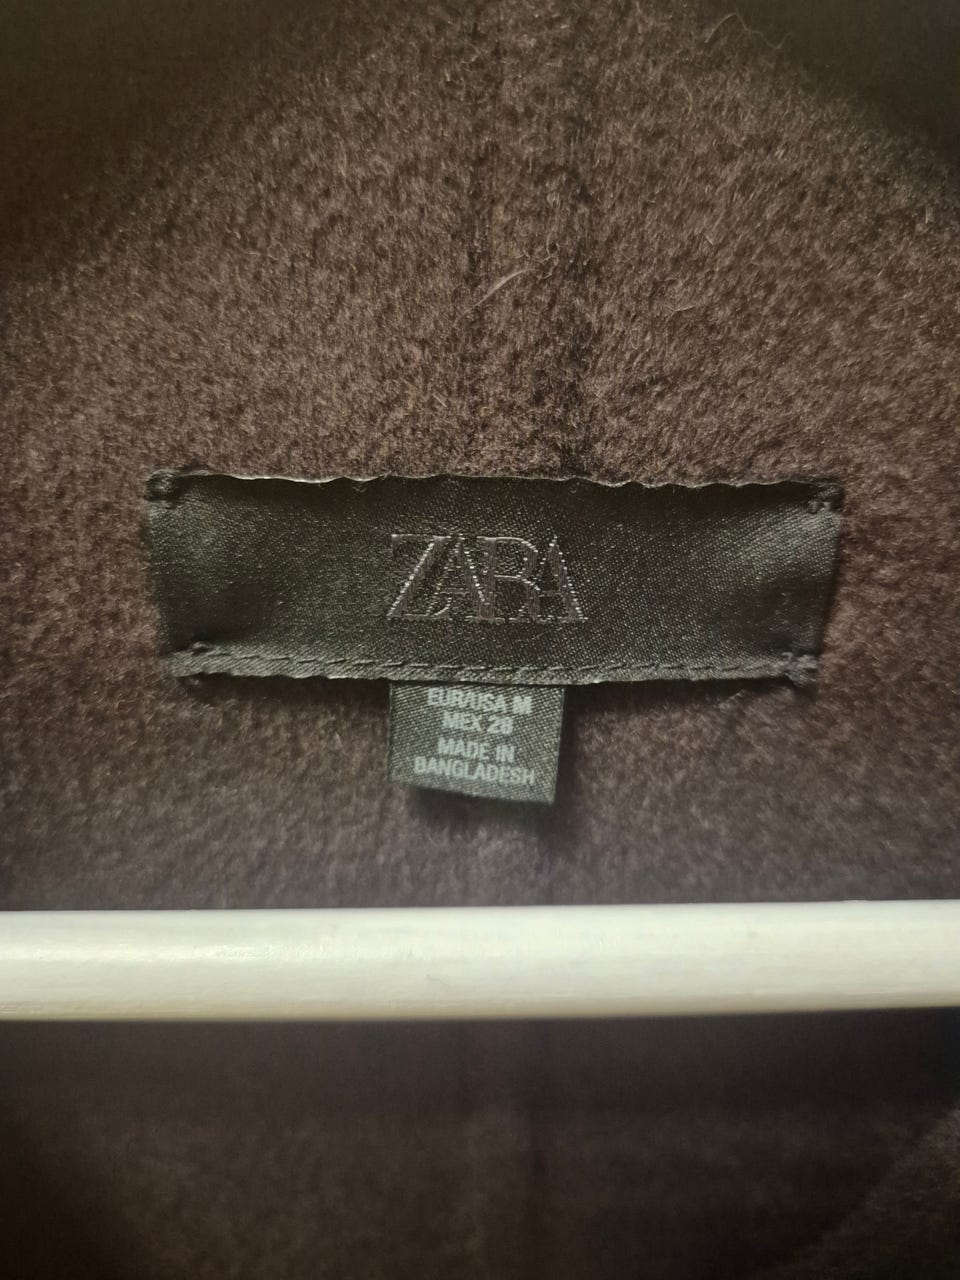 ZARA
EUR/USA M
MEX 28
MADE IN
BANGLADESH